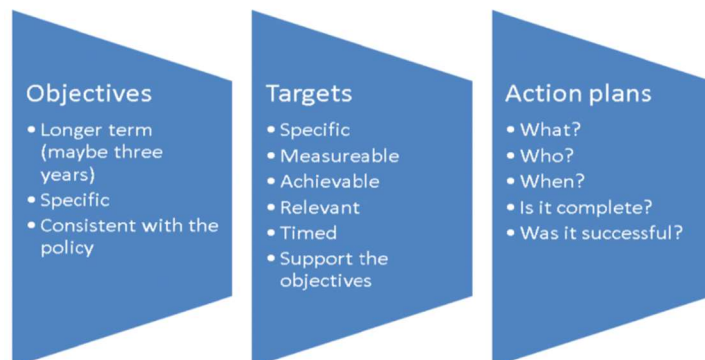 Objectives
• Longer term
(maybe three
years)
• Specific
• Consistent with the
policy
Targets
• Specific
• Measureable
• Achievable
• Relevant
• Timed
• Support the
objectives
Action plans
• What?
• Who?
• When?
• Is it complete?
• Was it successful?